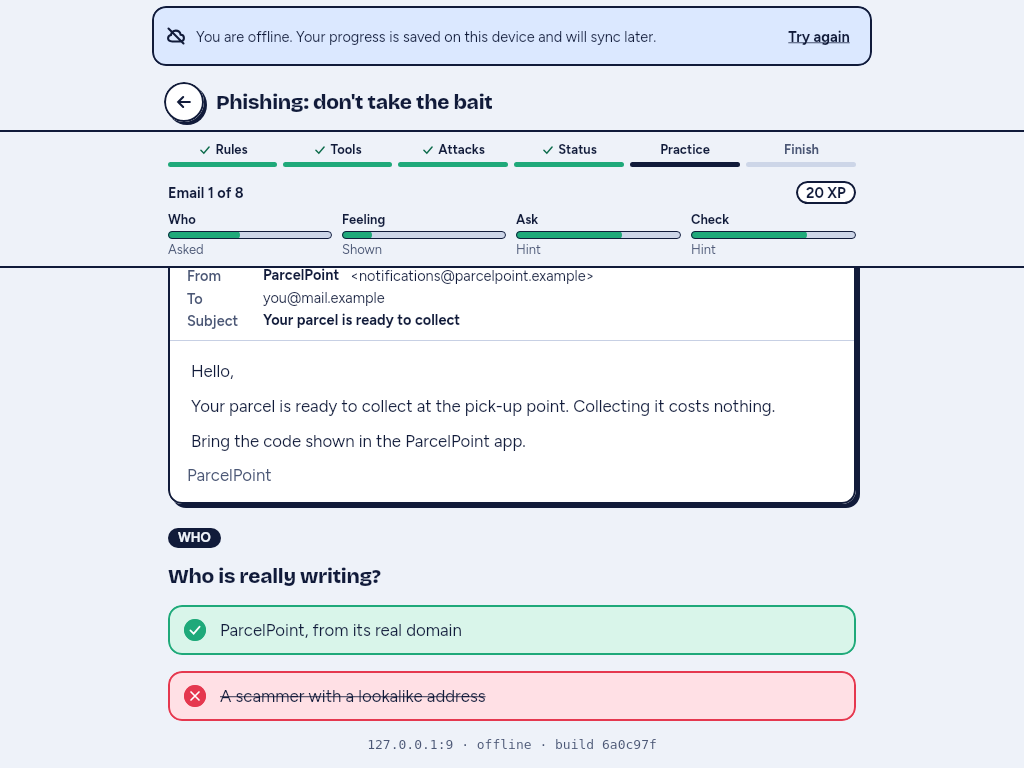 You are offline. Your progress is saved on this device and will sync later. Try again
Phishing: don't take the bait
Rules Tools Attacks Status Practice Finish
Email 1 of 8 20 XP
Who Feeling Ask Check
Asked Shown Hint Hint
From ParcelPoint <notifications@parcelpoint.example>
To you@mail.example
Subject Your parcel is ready to collect
Hello,
Your parcel is ready to collect at the pick-up point. Collecting it costs nothing.
Bring the code shown in the ParcelPoint app.
ParcelPoint
WHO
Who is really writing?
ParcelPoint, from its real domain
A scammer with a lookalike address
127.0.0.1:9 · offline · build 6a0c97f